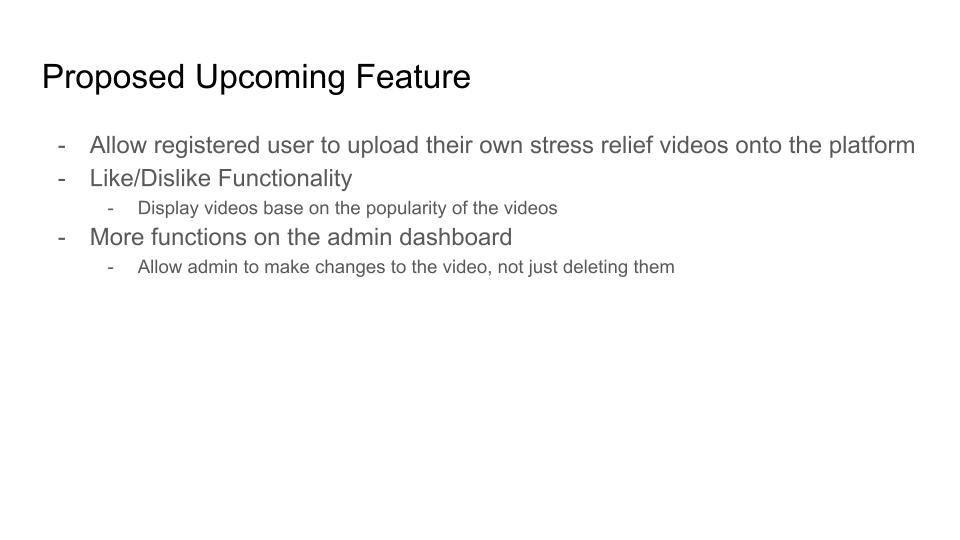 Proposed Upcoming Feature
- Allow registered user to upload their own stress relief videos onto the platform
- Like/Dislike Functionality
- Display videos base on the popularity of the videos
- More functions on the admin dashboard
- Allow admin to make changes to the video, not just deleting them